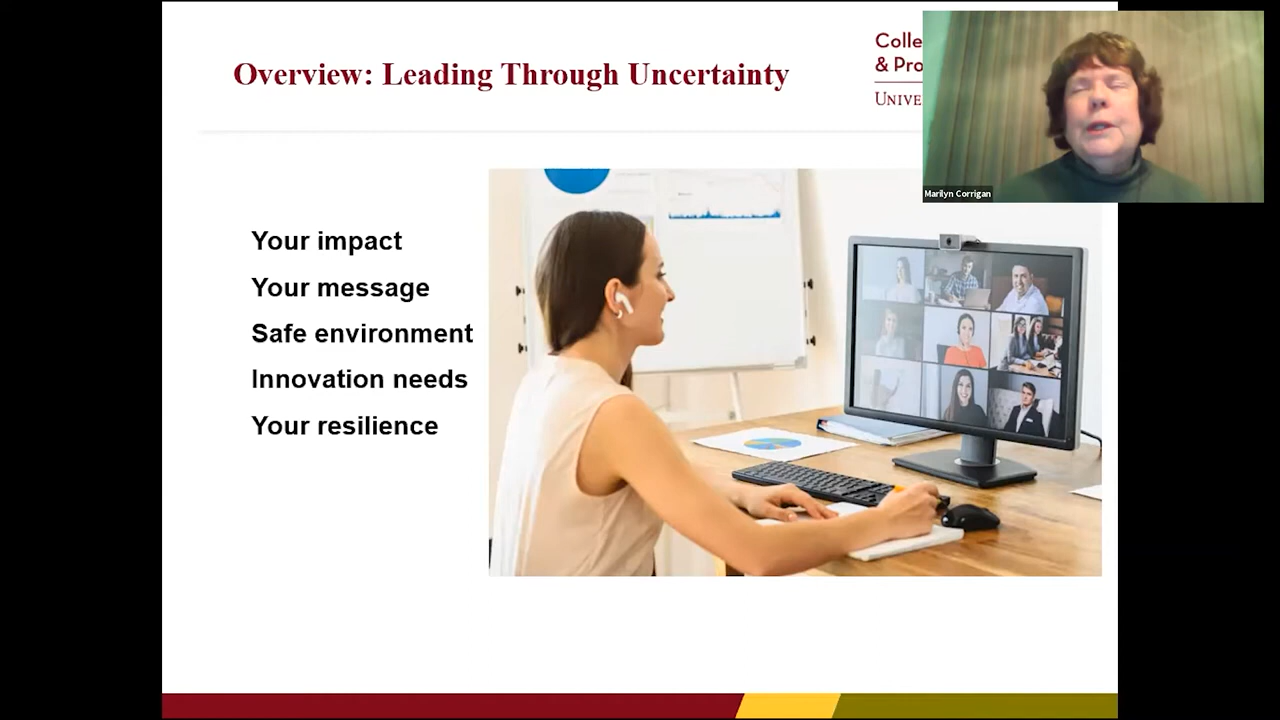 Overview: Leading Through Uncertainty
Colle
& Pro
UNIVE
Marilyn Corrigan
Your impact
Your message
Safe environment
Innovation needs
Your resilience